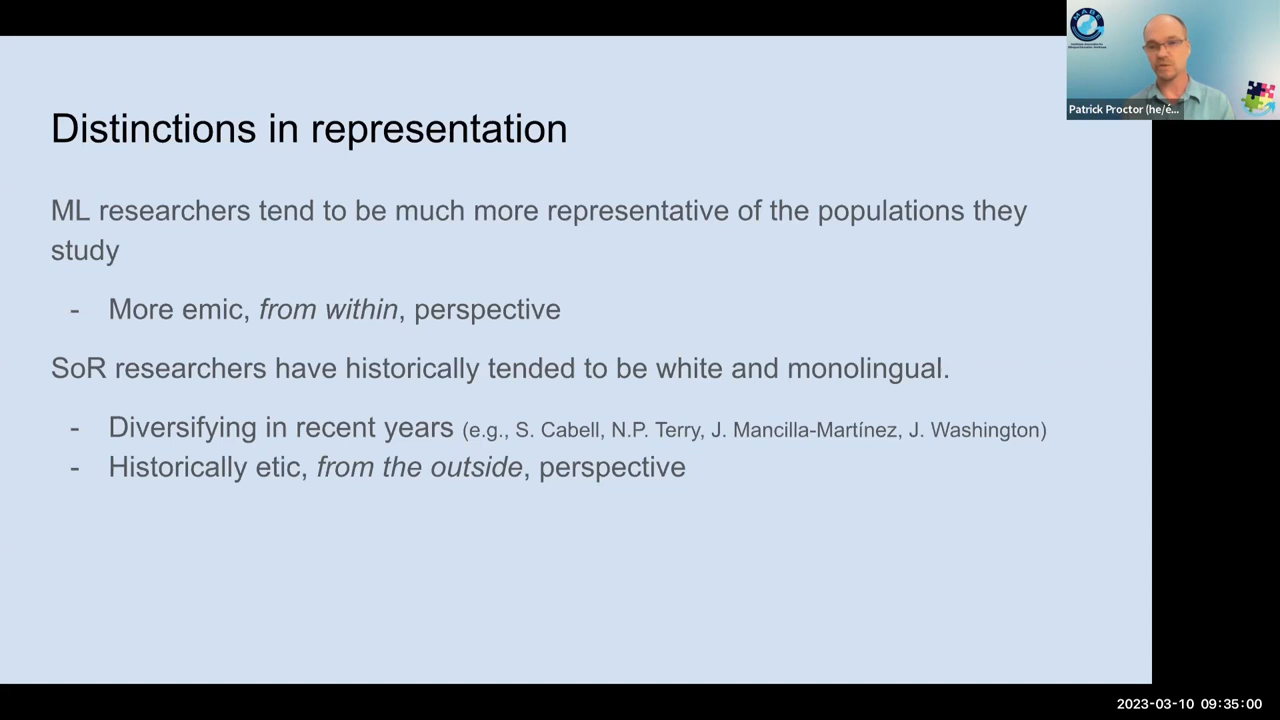 MABE
Patrick Proctor (he/é...
Distinctions in representation
ML researchers tend to be much more representative of the populations they
study
- More emic, from within, perspective
SoR researchers have historically tended to be white and monolingual.
- Diversifying in recent years (e.g., S. Cabell, N.P. Terry, J. Mancilla-Martínez, J. Washington)
- Historically etic, from the outside, perspective
2023-03-10 09:35:00